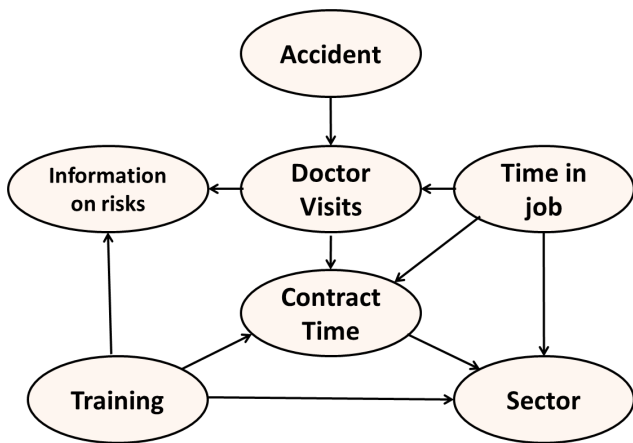 Accident
Information
on risks
Doctor
Visits
Time in
job
Contract
Time
Training
Sector